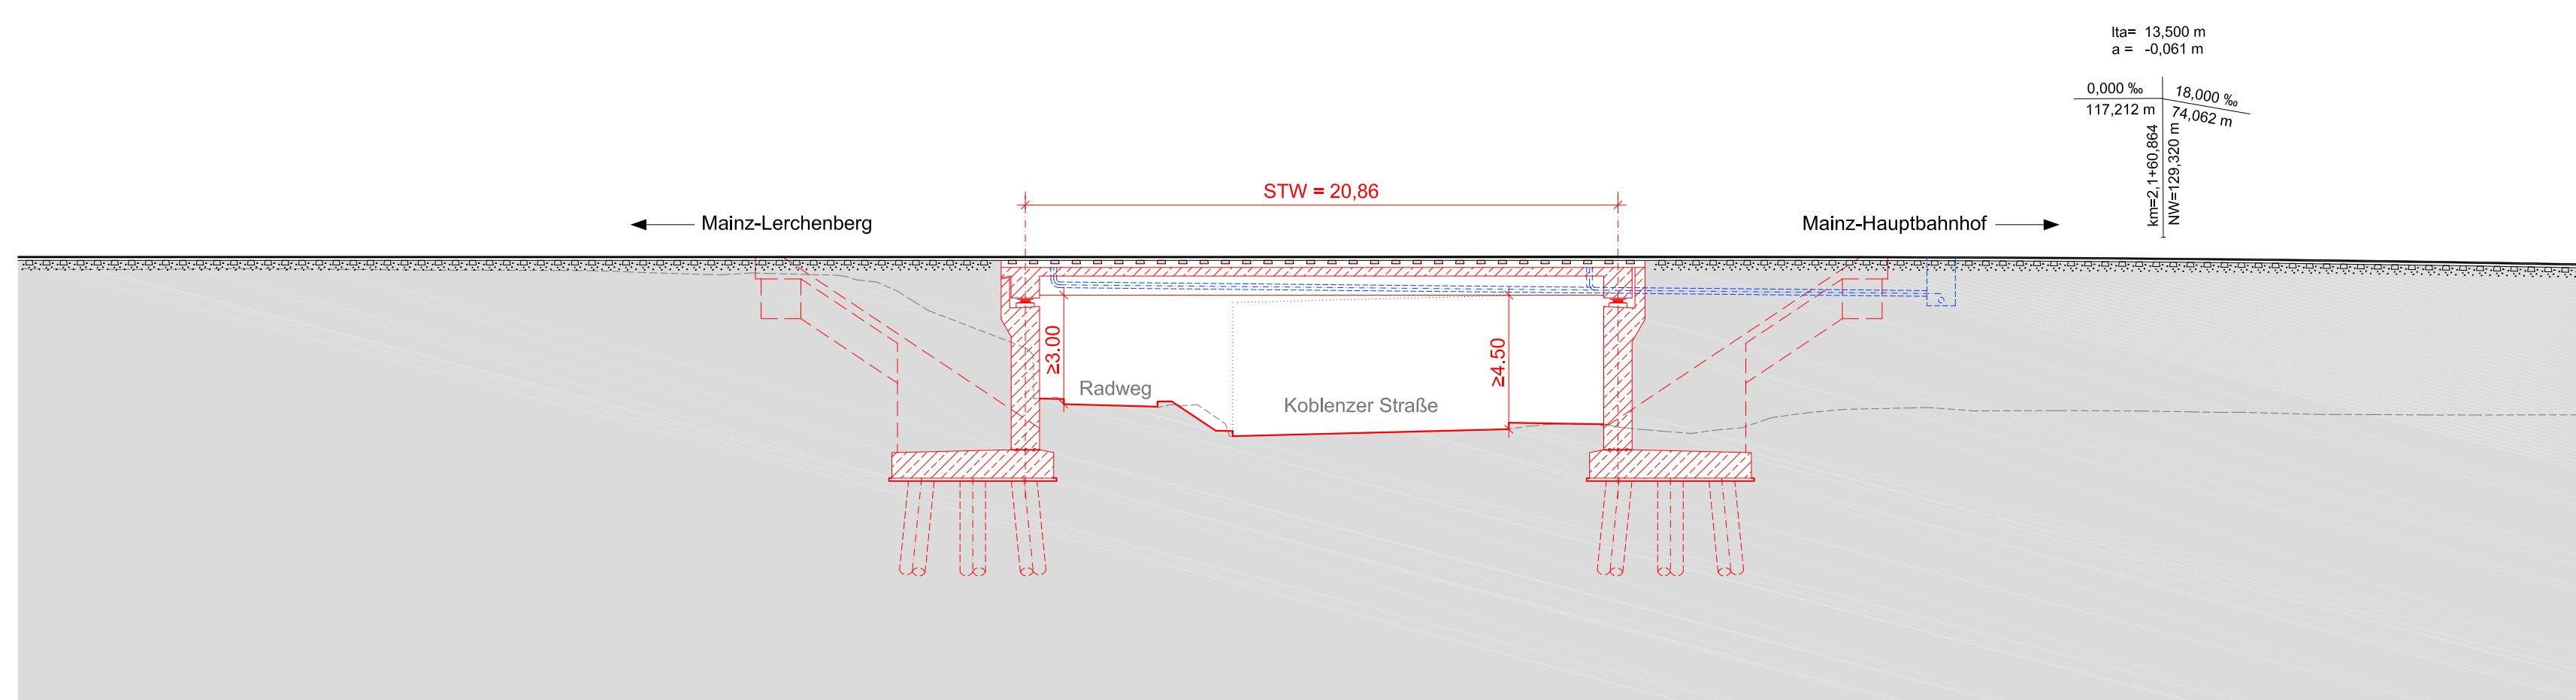 lta= 13,500 m
a = -0,061 m
0,000 ‰
18,000 ‰
117,212 m
74,062 m
km=2,1+60,864
NW=129,320 m
STW = 20,86
Mainz-Lerchenberg
Mainz-Hauptbahnhof
≥3.00
≥4.50
Radweg
Koblenzer Straße